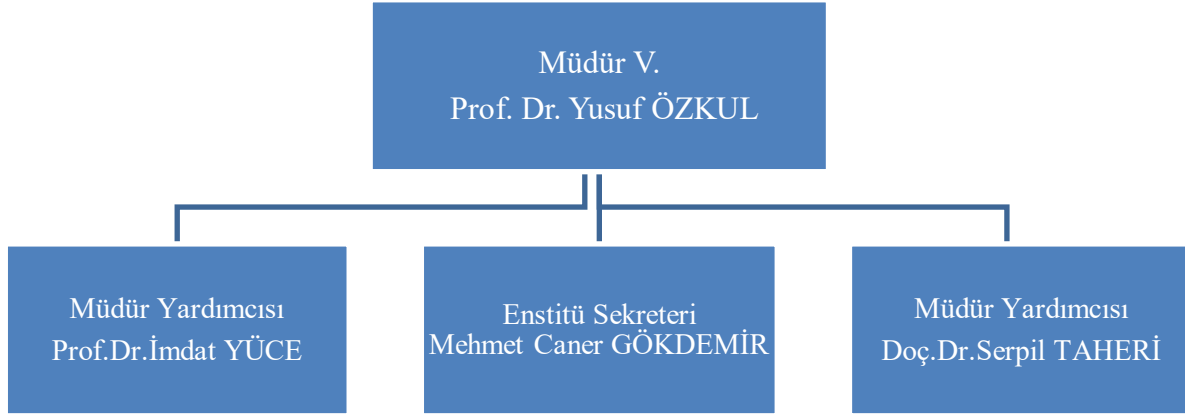 Müdür V.
Prof. Dr. Yusuf ÖZKUL
Müdür Yardımcısı
Prof.Dr.İmdat YÜCE
Enstitü Sekreteri
Mehmet Caner GÖKDEMİR
Müdür Yardımcısı
Doç.Dr.Serpil TAHERİ